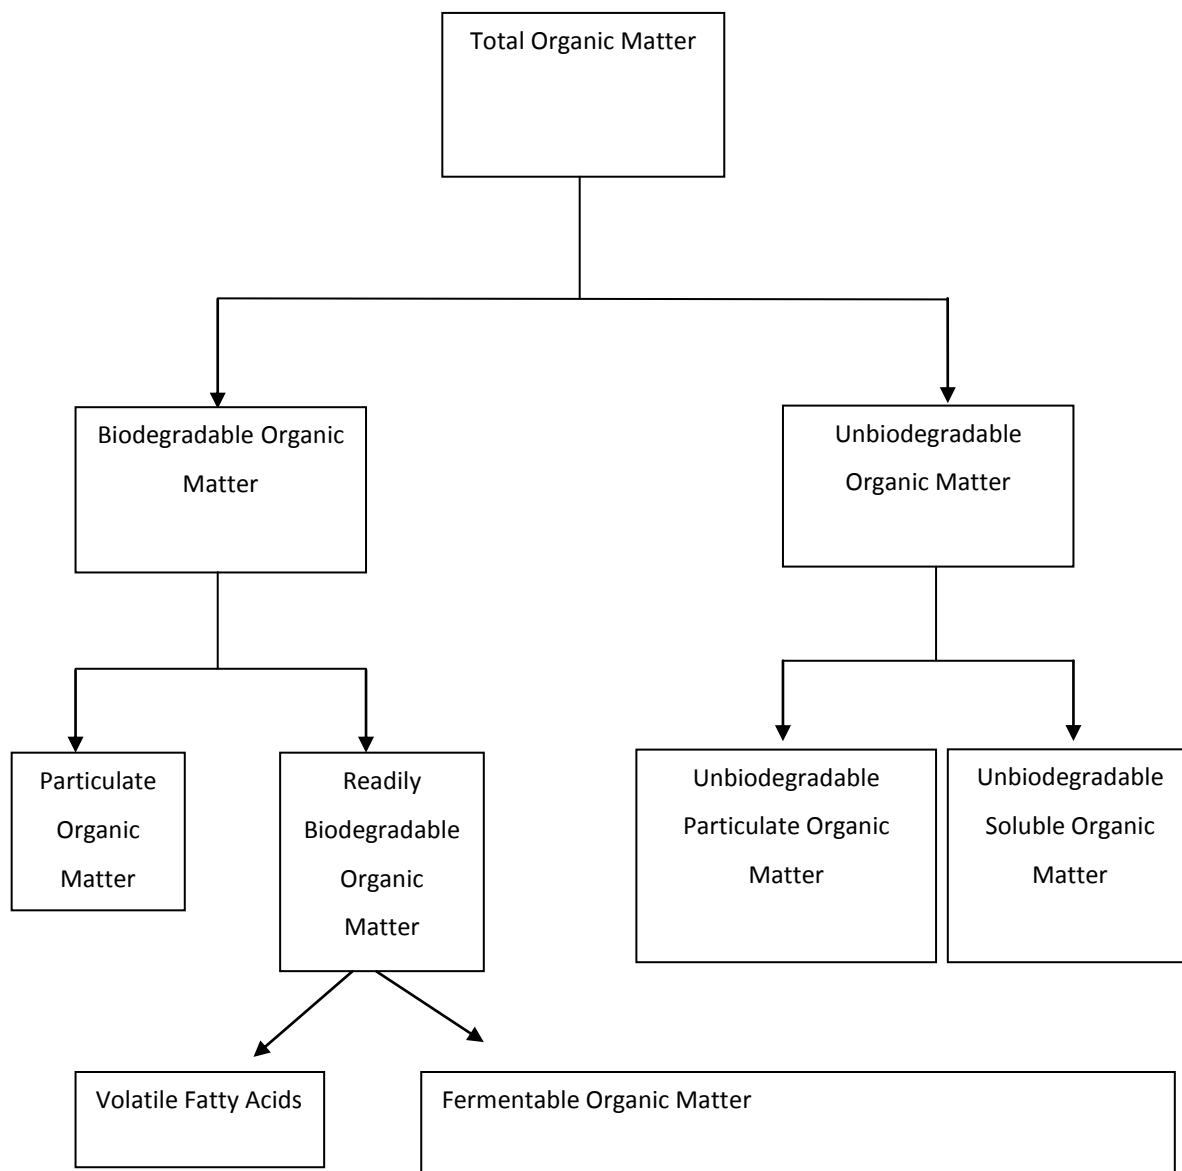 Total Organic Matter
Biodegradable Organic
Matter
Unbiodegradable
Organic Matter
Particulate
Organic
Matter
Readily
Biodegradable
Organic
Matter
Unbiodegradable
Particulate Organic
Matter
Unbiodegradable
Soluble Organic
Matter
Volatile Fatty Acids
Fermentable Organic Matter